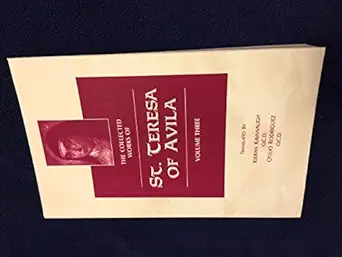 THE COLLECTED
WORKS OF
ST. TERESA
OF AVILA
VOLUME THREE
TRANSLATED BY
KIERAN KAVANAUGH
O.C.D.
OTILIO RODRIGUEZ
O.C.D.